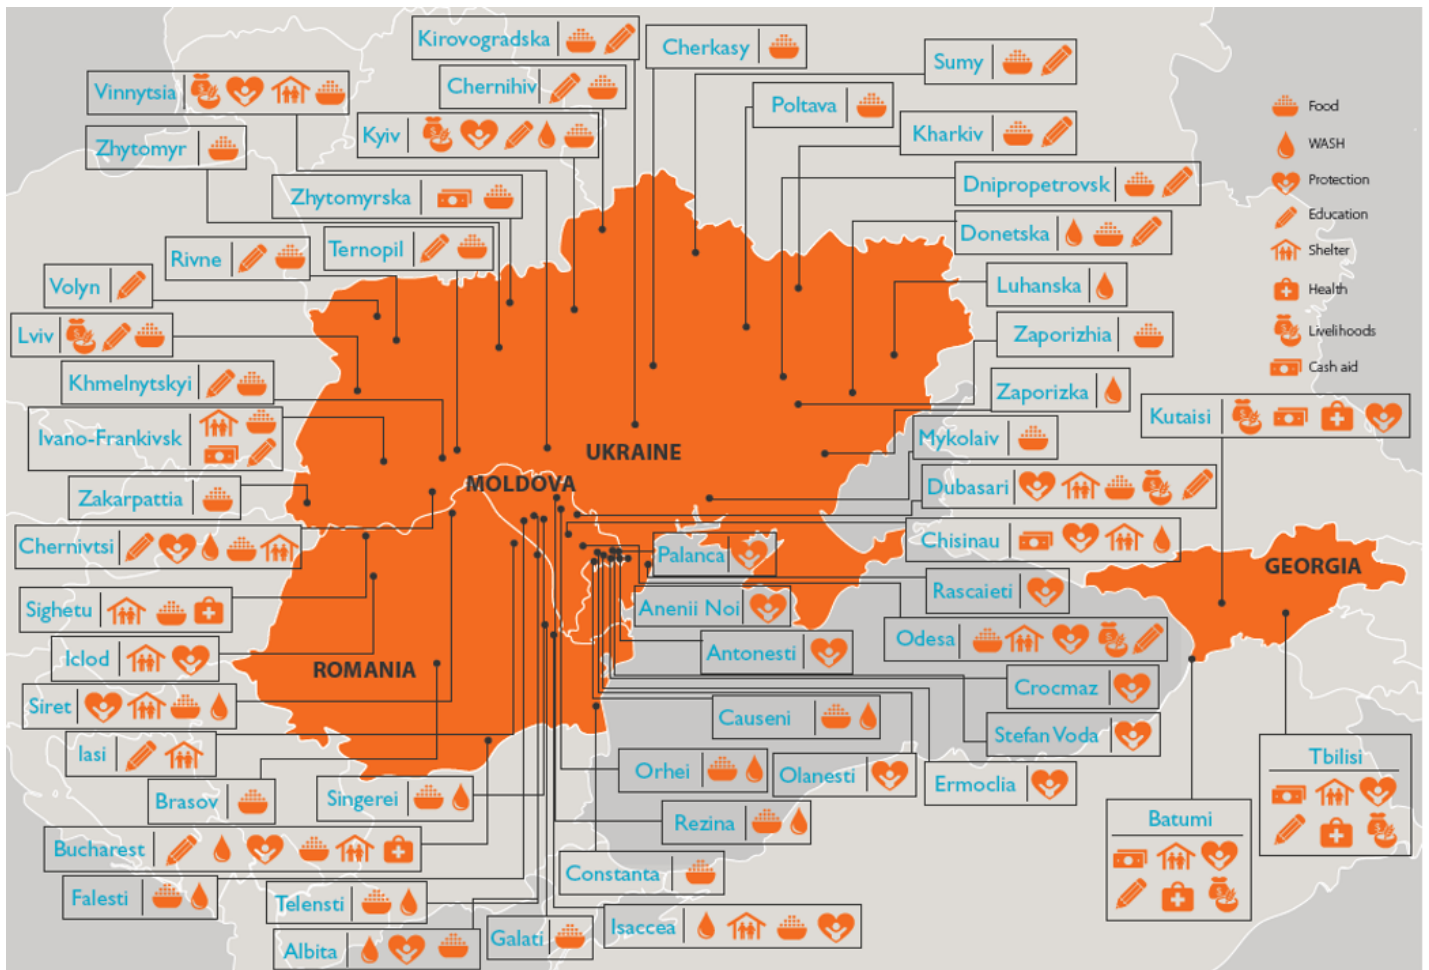 Kirovogradska
Cherkasy
Sumy
Vinnytsia
Chernihiv
Poltava
Food
Zhytomyr
Kyiv
Kharkiv
WASH
Zhytomyrska
Dnipropetrovsk
Protection
Rivne
Ternopil
Donetska
Education
Volyn
Luhanska
Shelter
Lviv
Zaporizhia
Health
Khmelnytskyi
Zaporizka
Livelihoods
Cash aid
Ivano-Frankivsk
Kutaisi
UKRAINE
Mykolaiv
MOLDOVA
Zakarpattia
Dubasari
Chernivtsi
Palanca
Chisinau
GEORGIA
Sighetu
Anenii Noi
Rascaieti
Iclod
ROMANIA
Antonesti
Odesa
Siret
Crocmaz
Causeni
Stefan Voda
Iasi
Tbilisi
Brasov
Singerei
Orhei
Olanesti
Ermoclia
Bucharest
Rezina
Batumi
Falesti
Telensti
Constanta
Albita
Galati
Isaccea